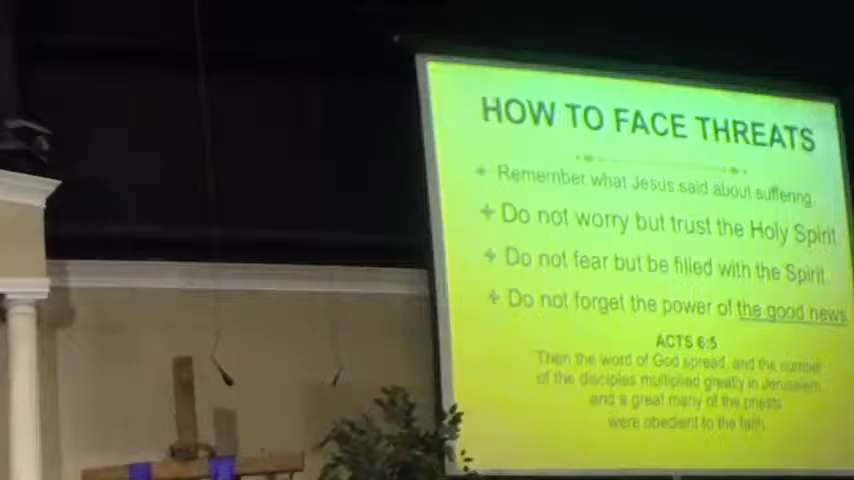 HOW TO FACE THREATS
+ Remember what Jesus said about suffering.
+ Do not worry but trust the Holy Spirit.
+ Do not fear but be filled with the Spirit.
+ Do not forget the power of the good news.
ACTS 6:5
Then the word of God spread, and the number
of the disciples multiplied greatly in Jerusalem,
and a great many of the priests
were obedient to the faith.